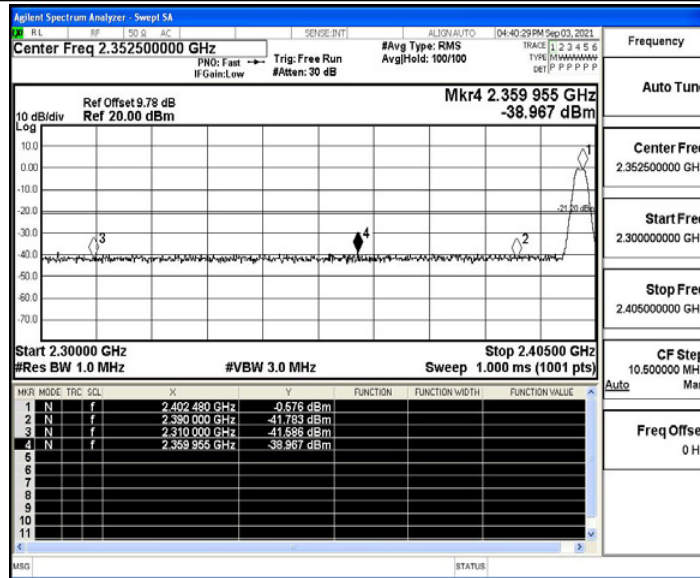 Agilent Spectrum Analyzer - Swept SA
RL RF 50 Ω AC SENSE:INT ALIGNAUTO 04:40:29 PM Sep 03, 2021
Center Freq 2.352500000 GHz
PNO: Fast
IFGain:Low
Trig: Free Run
#Atten: 30 dB
#Avg Type: RMS
Avg|Hold: 100/100
TRACE 1 2 3 4 5 6
TYPE
DET P P P P P P
Frequency
Auto Tun
Ref Offset 9.78 dB
10 dB/div Ref 20.00 dBm
Log
Mkr4 2.359 955 GHz
-38.967 dBm
10.0
0.00
-10.0
-20.0
-30.0
-40.0
-50.0
-60.0
-70.0
1
2
3
4
-21.20 dBm
Start 2.30000 GHz
Stop 2.40500 GHz
#Res BW 1.0 MHz #VBW 3.0 MHz Sweep 1.000 ms (1001 pts)
Center Fre
2.352500000 GH
Start Fre
2.300000000 GH
Stop Fre
2.405000000 GH
CF Step
10.500000 MH
Auto Ma
Freq Offse
0 H
MKR MODE TRC SCL X Y FUNCTION FUNCTION WIDTH FUNCTION VALUE
1 N f 2.402 480 GHz -0.576 dBm
2 N f 2.390 000 GHz -41.783 dBm
3 N f 2.310 000 GHz -41.586 dBm
4 N f 2.359 955 GHz -38.967 dBm
5
6
7
8
9
10
11
MSG STATUS